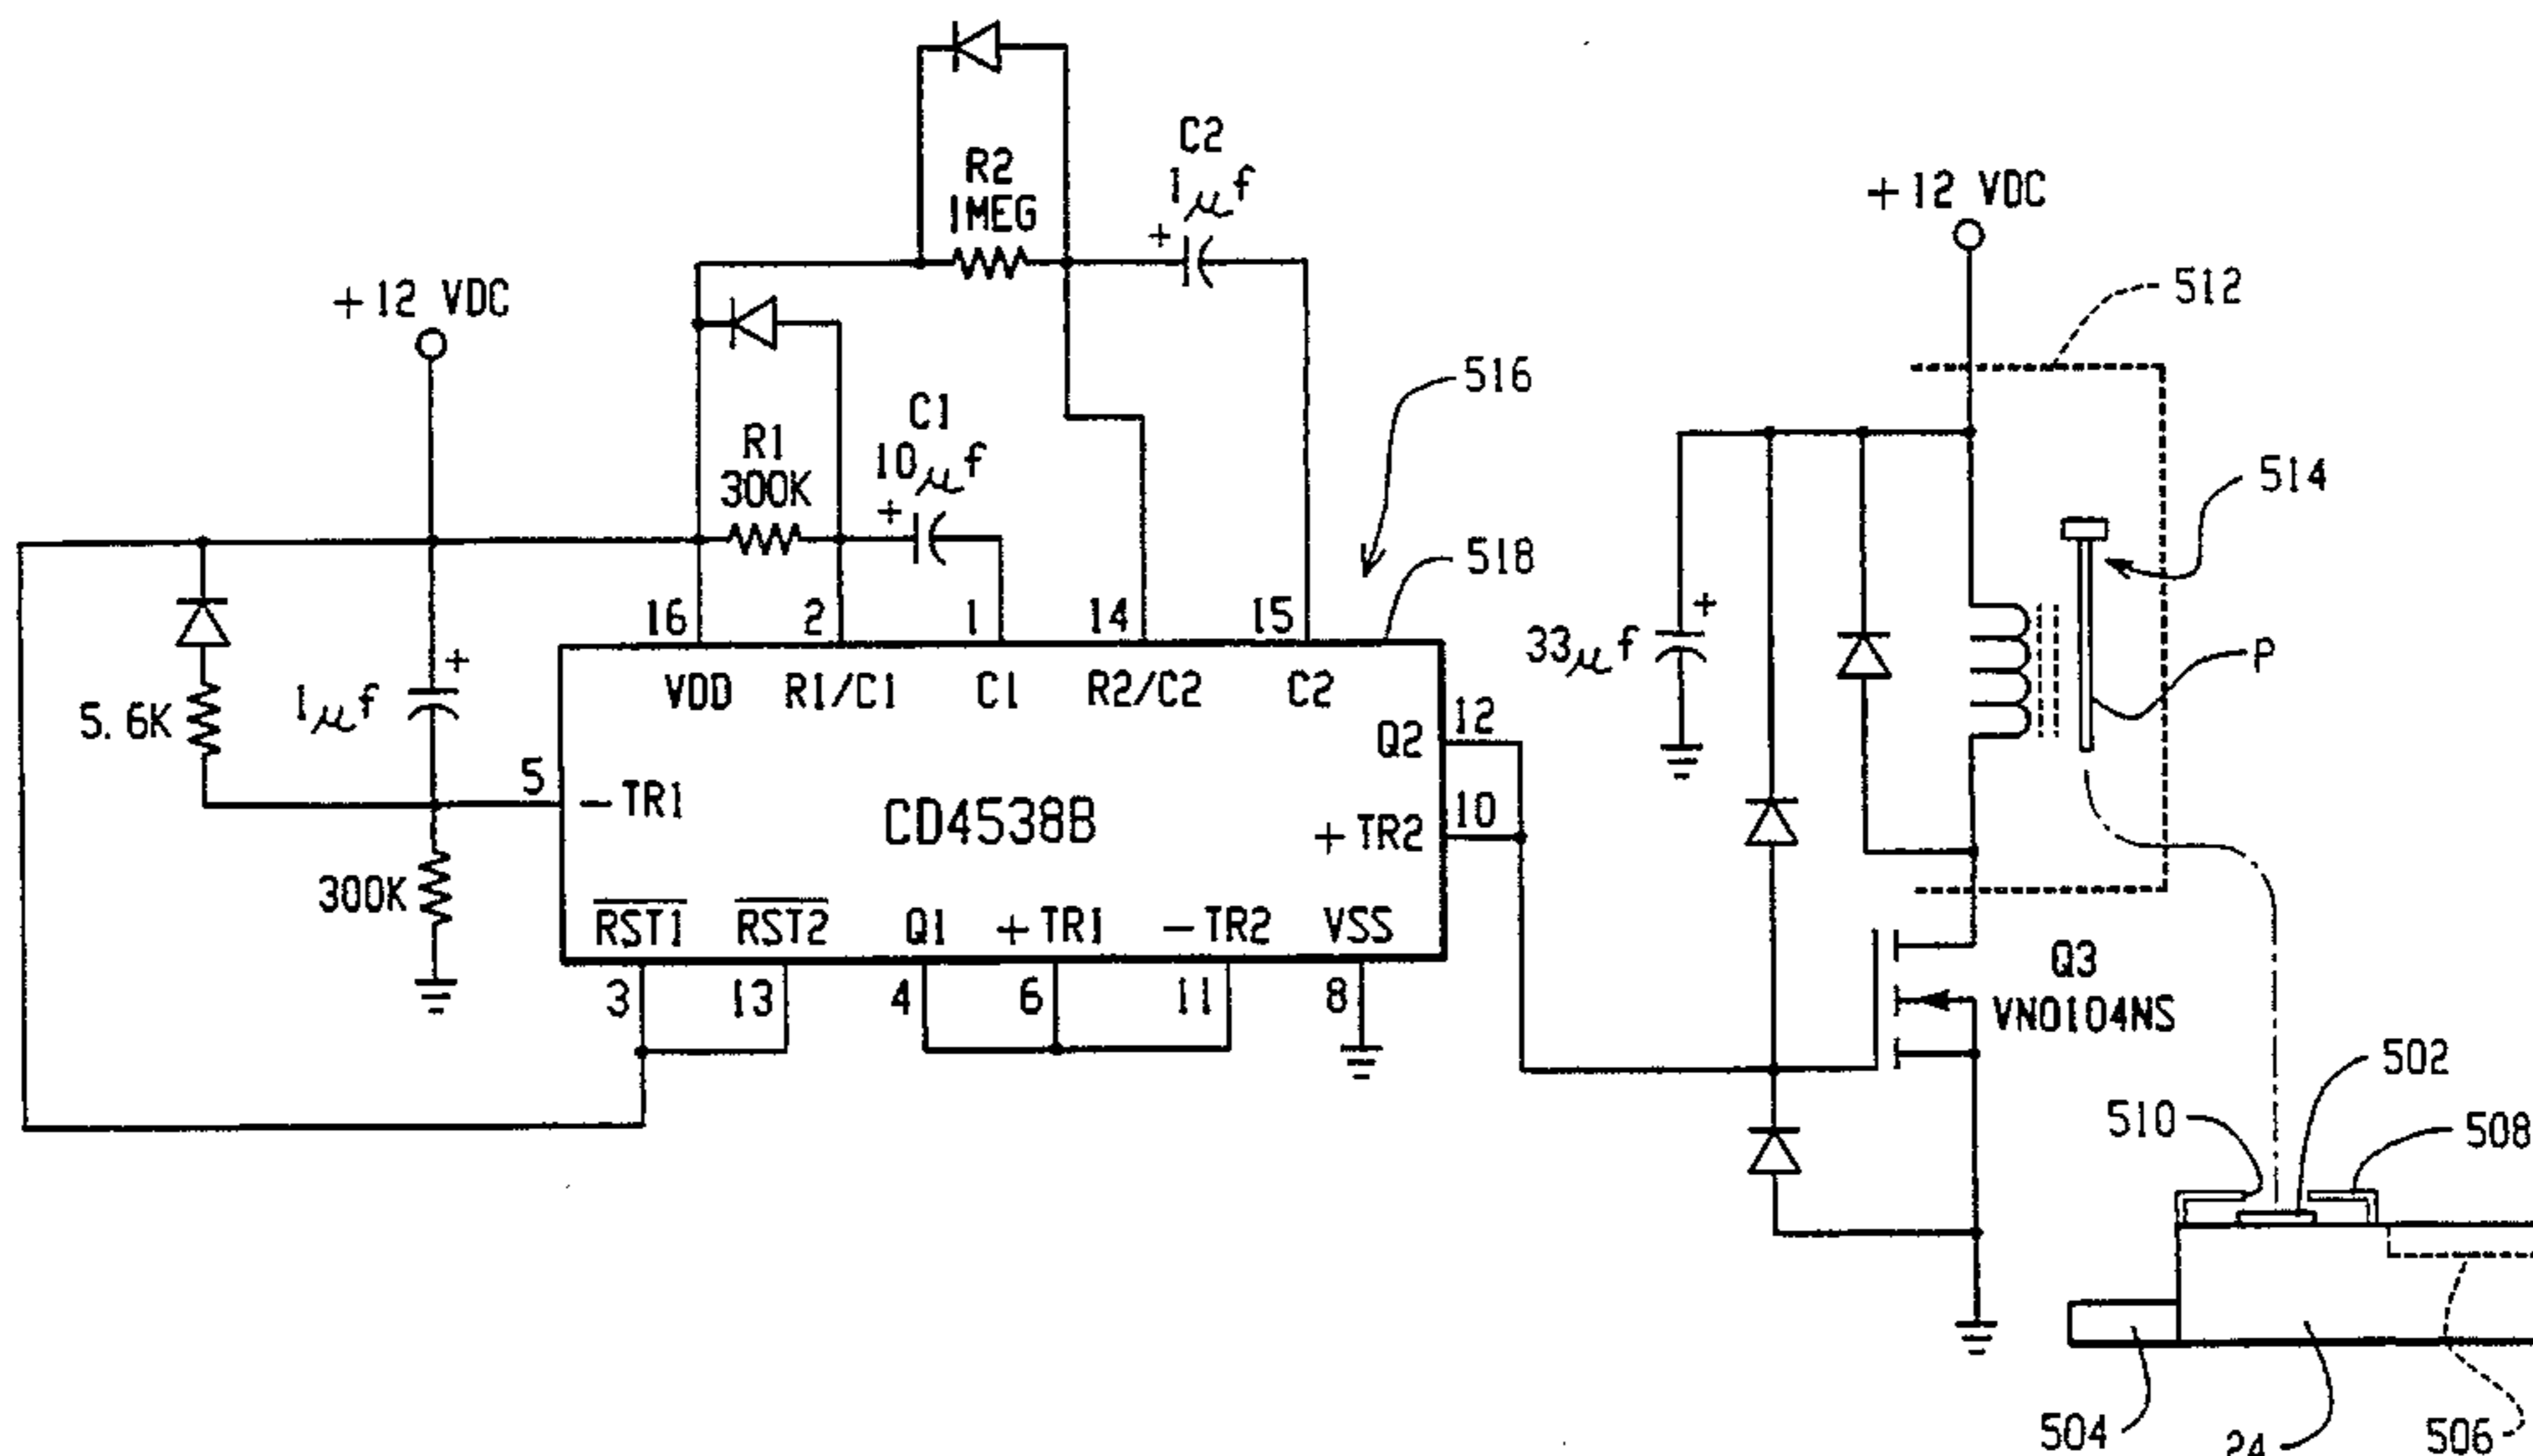 C2
1μf
R2
1MEG
+12 VDC
512
+12 VDC
516
C1
10μf
R1
300K
514
518
16 2 1 14 15
33μf
P
5.6K
1μf
VDD R1/C1 C1 R2/C2 C2
12
Q2
5
-TR1
CD4538B
10
+TR2
300K
RST1 RST2 Q1 +TR1 -TR2 VSS
Q3
VN0104NS
3 13 4 6 11 8
502
510
508
504
24
506